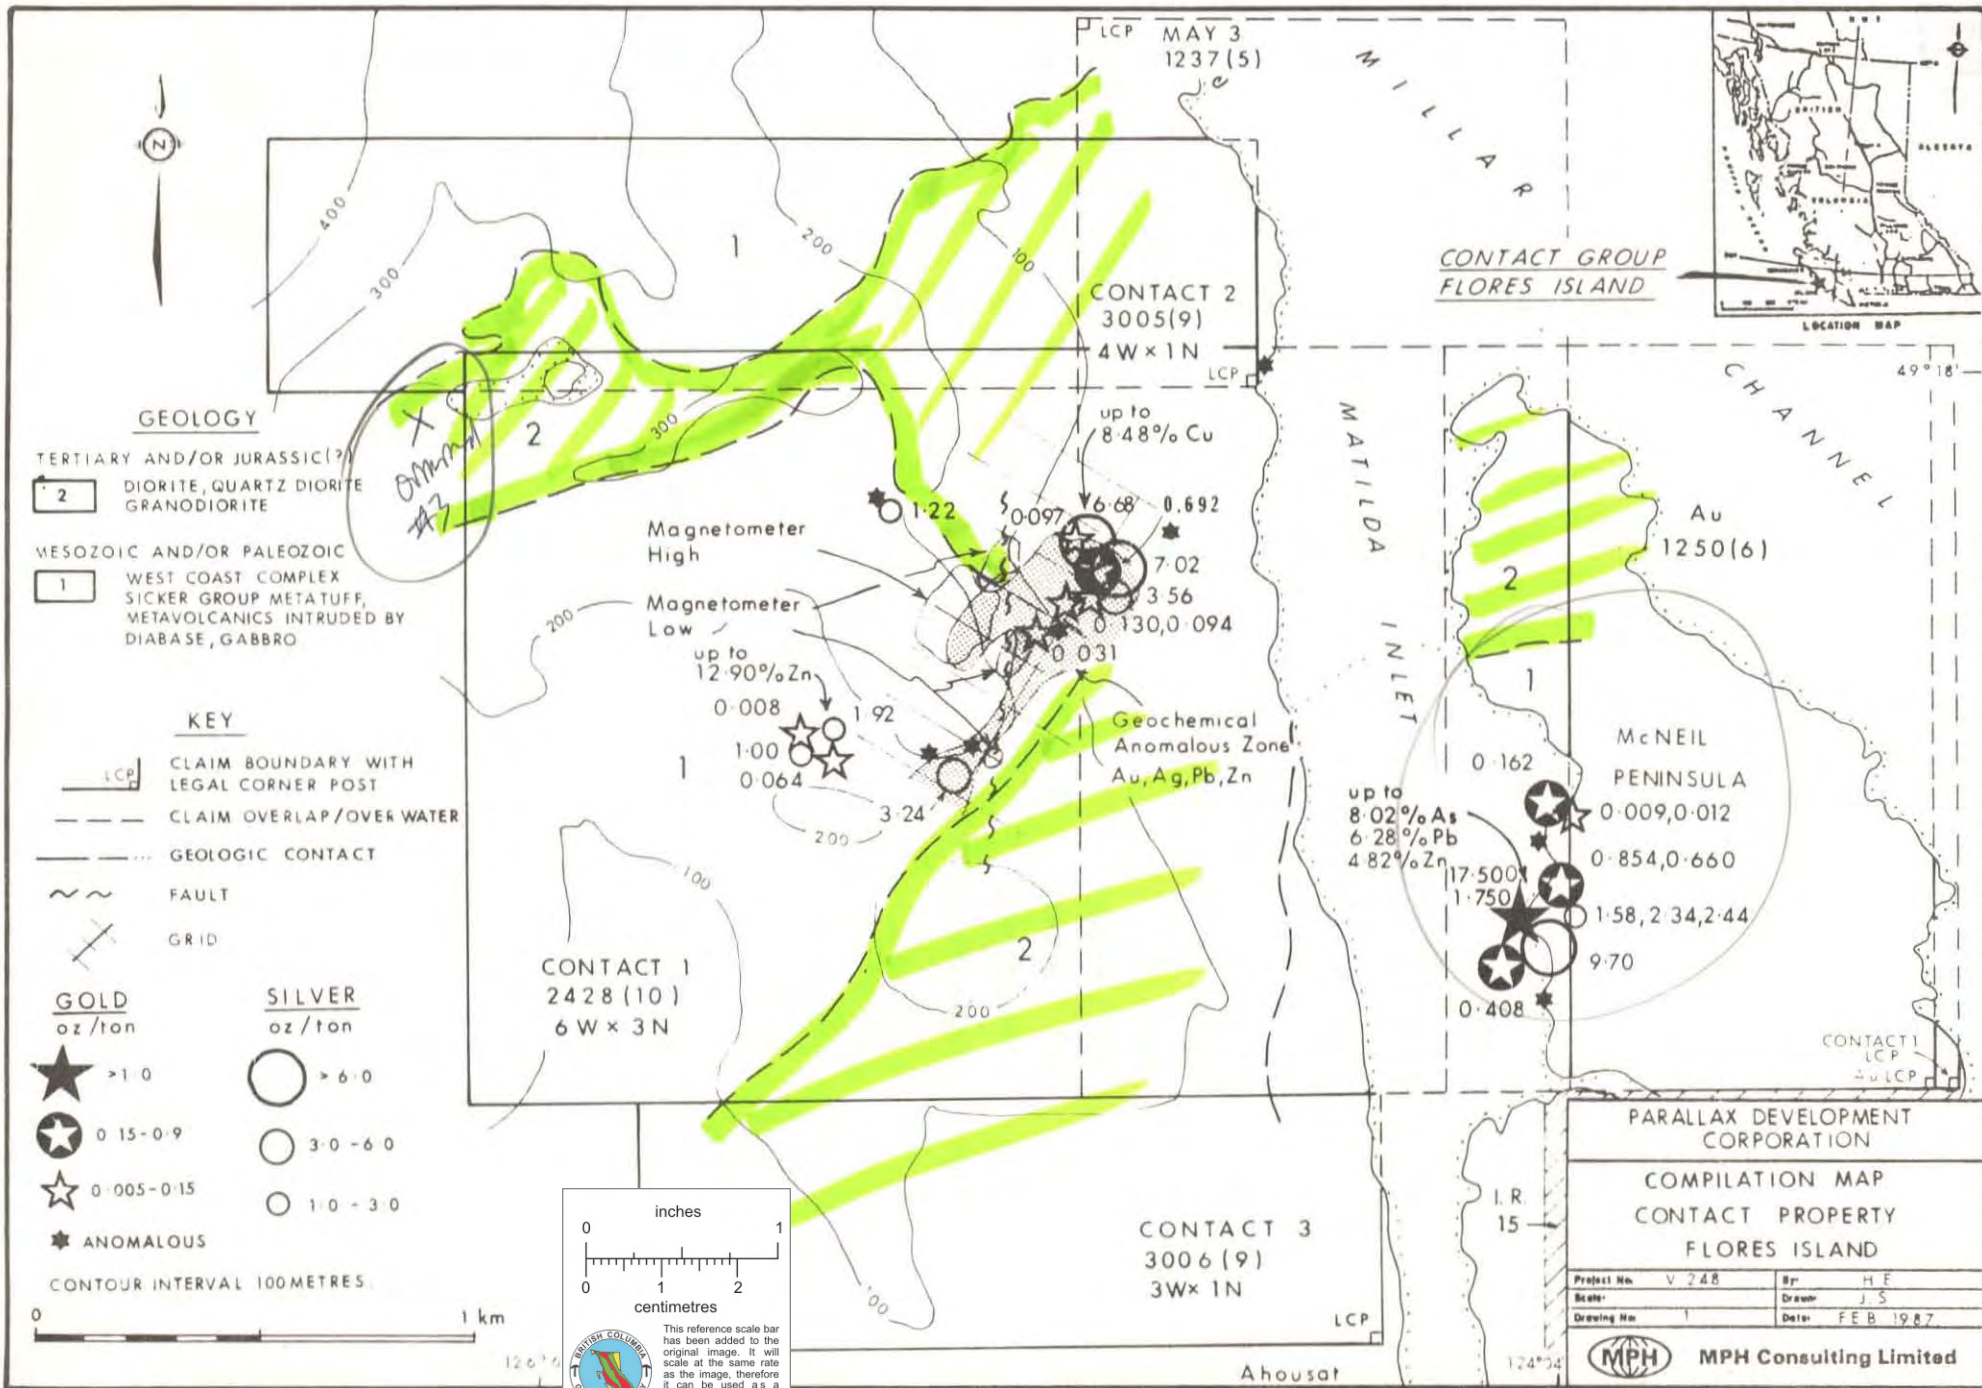 LCP MAY 3
1237(5)
MILLAR
CHANNEL
MATILDA INLET
BRITISH
COLUMBIA
LOCATION MAP
CONTACT GROUP
FLORES ISLAND
49°18'
400
300
200
100
1
CONTACT 2
3005(9)
4W×1N
LCP
300
2
X
#3
GEOLOGY
TERTIARY AND/OR JURASSIC(?)
2 DIORITE, QUARTZ DIORITE
GRANODIORITE
MESOZOIC AND/OR PALEOZOIC
1 WEST COAST COMPLEX
SICKER GROUP METATUFF,
METAVOLCANICS INTRUDED BY
DIABASE, GABBRO
up to
8.48% Cu
1.22
0.097
6.68
0.692
7.02
3.56
0.130,0.094
0.031
Magnetometer
High
Magnetometer
Low
up to
12.90%Zn
0.008
1.92
1.00
0.064
3.24
200
200
100
1
Geochemical
Anomalous Zone
Au,Ag,Pb,Zn
2
200
100
Au
1250(6)
2
1
McNEIL
PENINSULA
0.162
0.009,0.012
up to
8.02%As
6.28%Pb
4.82%Zn
0.854,0.660
17.500
1.750
1.58,2.34,2.44
9.70
0.408
CONTACT 1
LCP
Au LCP
KEY
LCP CLAIM BOUNDARY WITH
LEGAL CORNER POST
CLAIM OVERLAP/OVER WATER
GEOLOGIC CONTACT
FAULT
GRID
GOLD
oz/ton
>1.0
0.15-0.9
0.005-0.15
ANOMALOUS
SILVER
oz/ton
>6.0
3.0-6.0
1.0-3.0
CONTOUR INTERVAL 100 METRES.
0 1 km
CONTACT 1
2428(10)
6W×3N
CONTACT 3
3006(9)
3W×1N
LCP
I.R.
15
Ahousat
inches
0 1
0 1 2
centimetres
This reference scale bar
has been added to the
original image. It will
scale at the same rate
as the image, therefore
it can be used as a
BRITISH COLUMBIA
PARALLAX DEVELOPMENT
CORPORATION
COMPILATION MAP
CONTACT PROPERTY
FLORES ISLAND
Project No. V 248 By: H.E.
Scale: Drawn: J.S.
Drawing No: 1 Date: FEB 1987
MPH MPH Consulting Limited
N